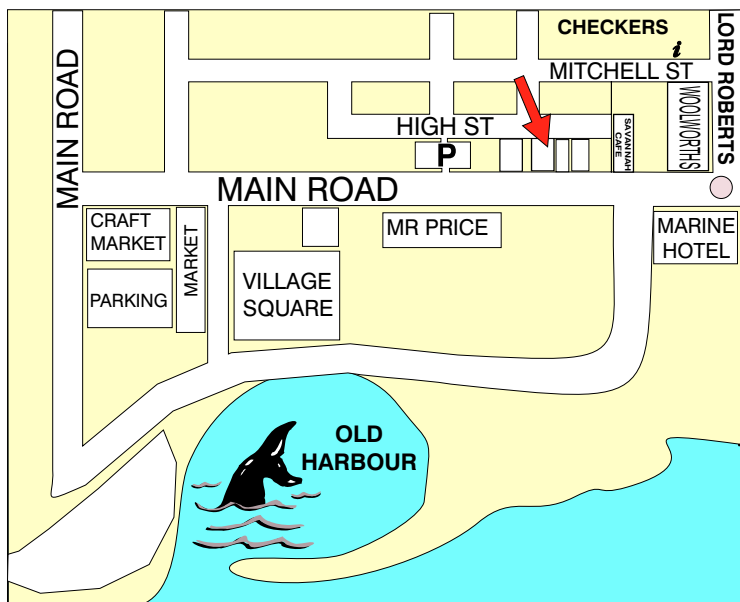 CHECKERS
i
MITCHELL ST
LORD ROBERTS
MAIN ROAD
HIGH ST
P
SAVANNAH
CAFE
WOOLWORTHS
MAIN ROAD
CRAFT
MARKET
MARKET
PARKING
MR PRICE
MARINE
HOTEL
VILLAGE
SQUARE
OLD
HARBOUR